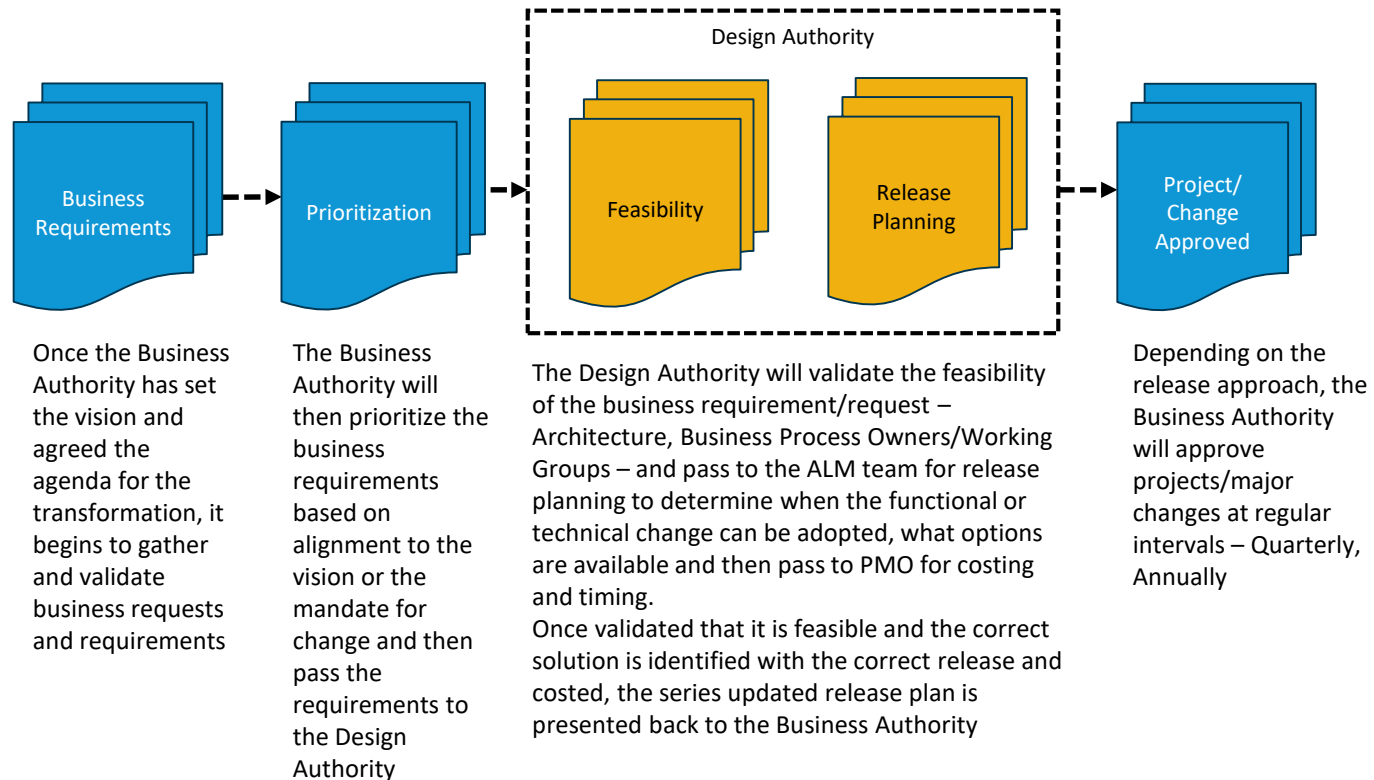 Design Authority
Business
Requirements
Prioritization
Feasibility
Release
Planning
Project/
Change
Approved
Once the Business
Authority has set
the vision and
agreed the
agenda for the
transformation, it
begins to gather
and validate
business requests
and requirements
The Business
Authority will
then prioritize the
business
requirements
based on
alignment to the
vision or the
mandate for
change and then
pass the
requirements to
the Design
Authority
The Design Authority will validate the feasibility
of the business requirement/request –
Architecture, Business Process Owners/Working
Groups – and pass to the ALM team for release
planning to determine when the functional or
technical change can be adopted, what options
are available and then pass to PMO for costing
and timing.
Once validated that it is feasible and the correct
solution is identified with the correct release and
costed, the series updated release plan is
presented back to the Business Authority
Depending on the
release approach, the
Business Authority
will approve
projects/major
changes at regular
intervals – Quarterly,
Annually